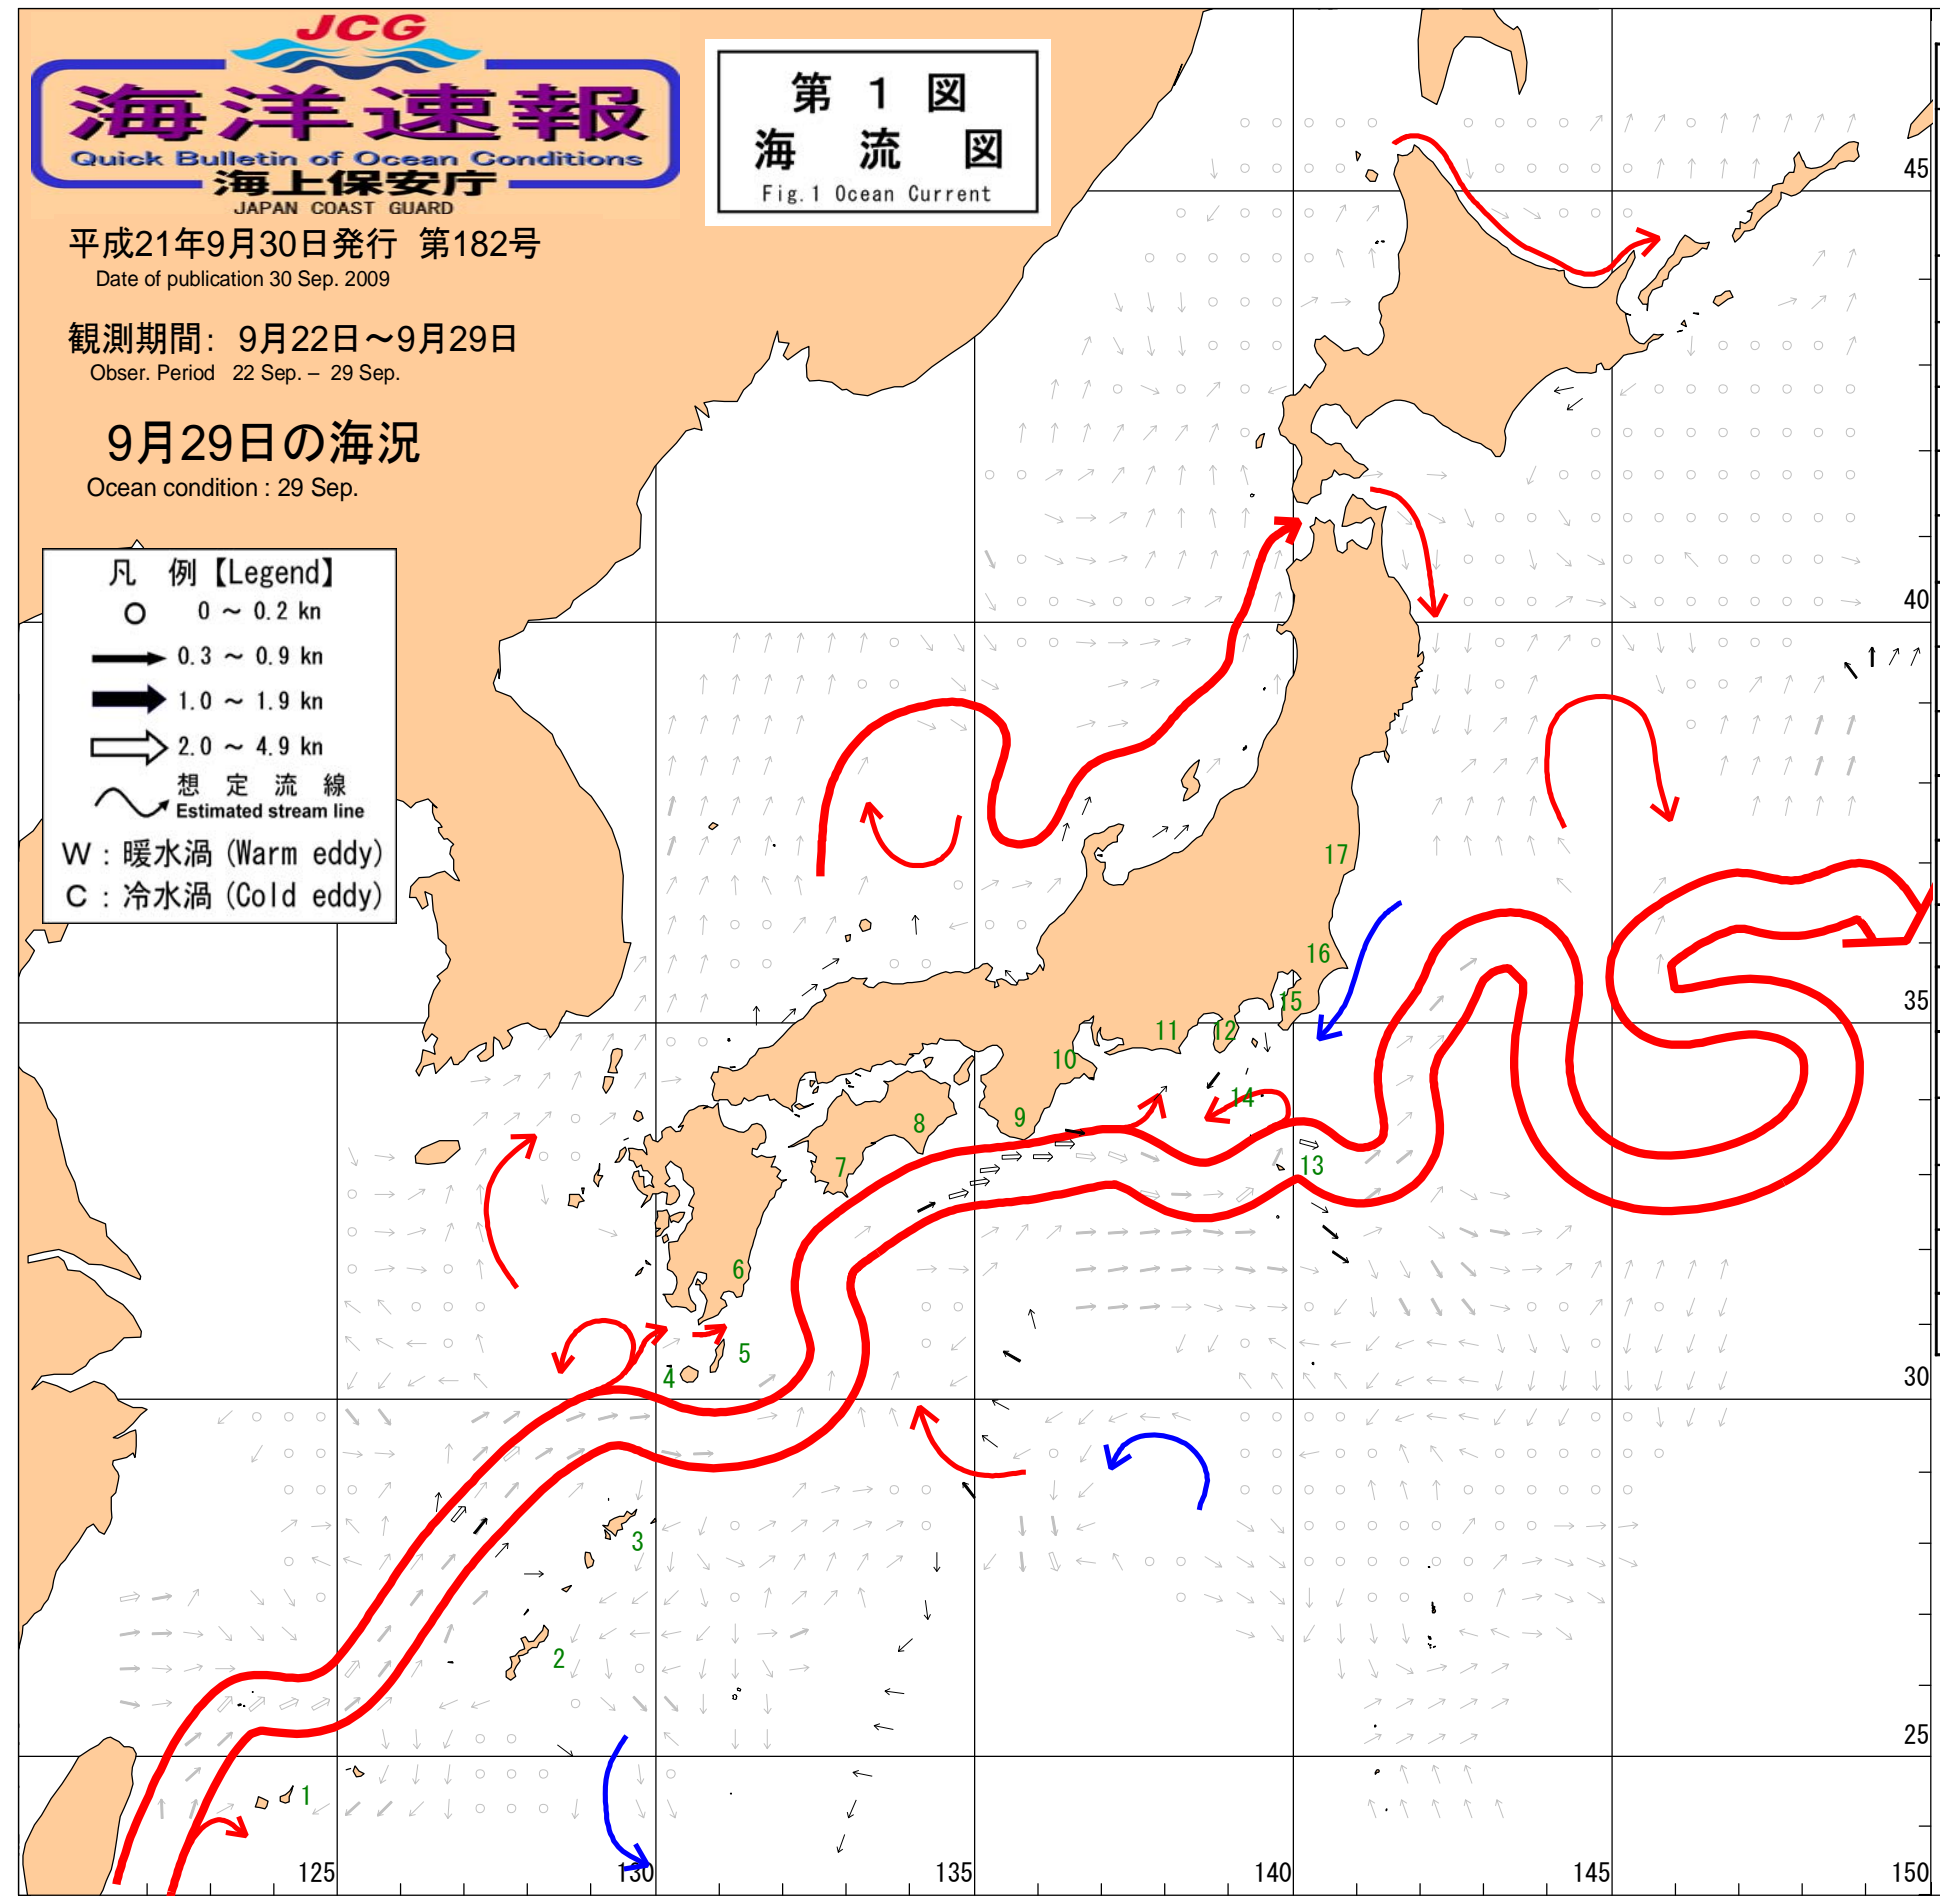 JCG
海洋速報
Quick Bulletin of Ocean Conditions
海上保安庁
JAPAN COAST GUARD
平成21年9月30日発行 第182号
Date of publication 30 Sep. 2009
観測期間： 9月22日～9月29日
Obser. Period 22 Sep. – 29 Sep.
9月29日の海況
Ocean condition : 29 Sep.
第 1 図
海 流 図
Fig.1 Ocean Current
凡 例【Legend】
0 ～ 0.2 kn
0.3 ～ 0.9 kn
1.0 ～ 1.9 kn
2.0 ～ 4.9 kn
想 定 流 線
Estimated stream line
W : 暖水渦 (Warm eddy)
C : 冷水渦 (Cold eddy)
45
40
17
16
35
15
12
11
10
14
9
8
7
13
6
5
4
30
3
2
25
1
125
130
135
140
145
150